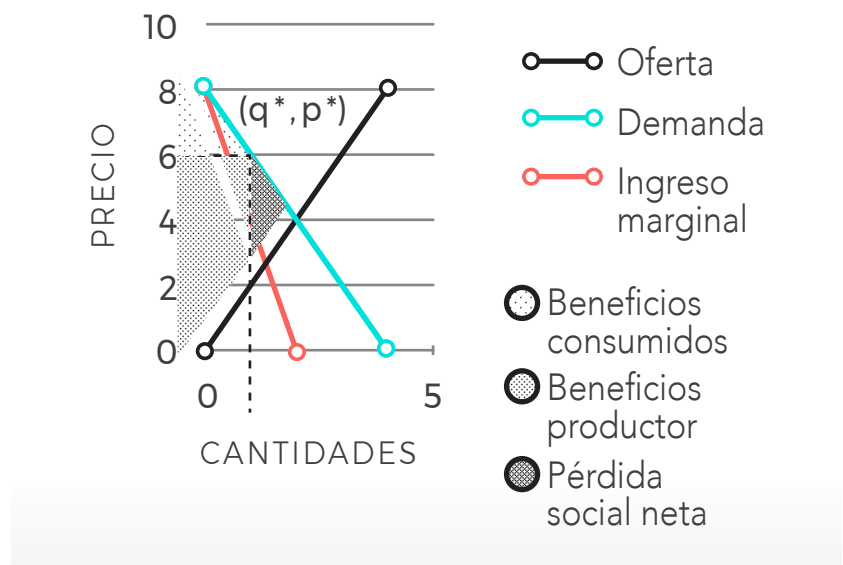 10
8
6
4
2
0
PRECIO
(q*,p*)
0
5
CANTIDADES
Oferta
Demanda
Ingreso
marginal
Beneficios
consumidos
Beneficios
productor
Pérdida
social neta